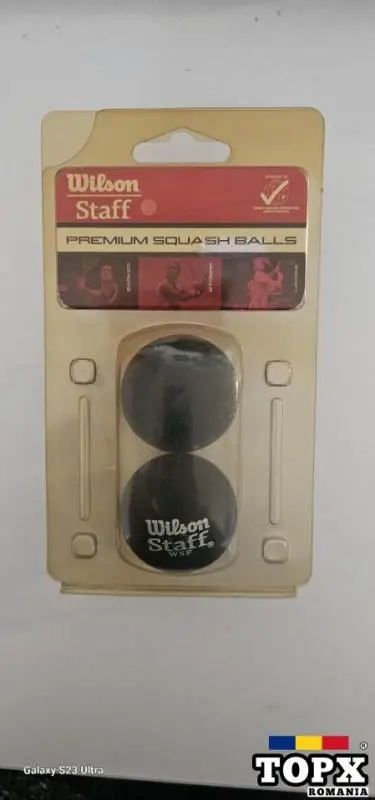 Wilson
Staff
PREMIUM SQUASH BALLS
Wilson
Staff®
WSF
Galaxy S23 Ultra
®
TOPX
ROMANIA